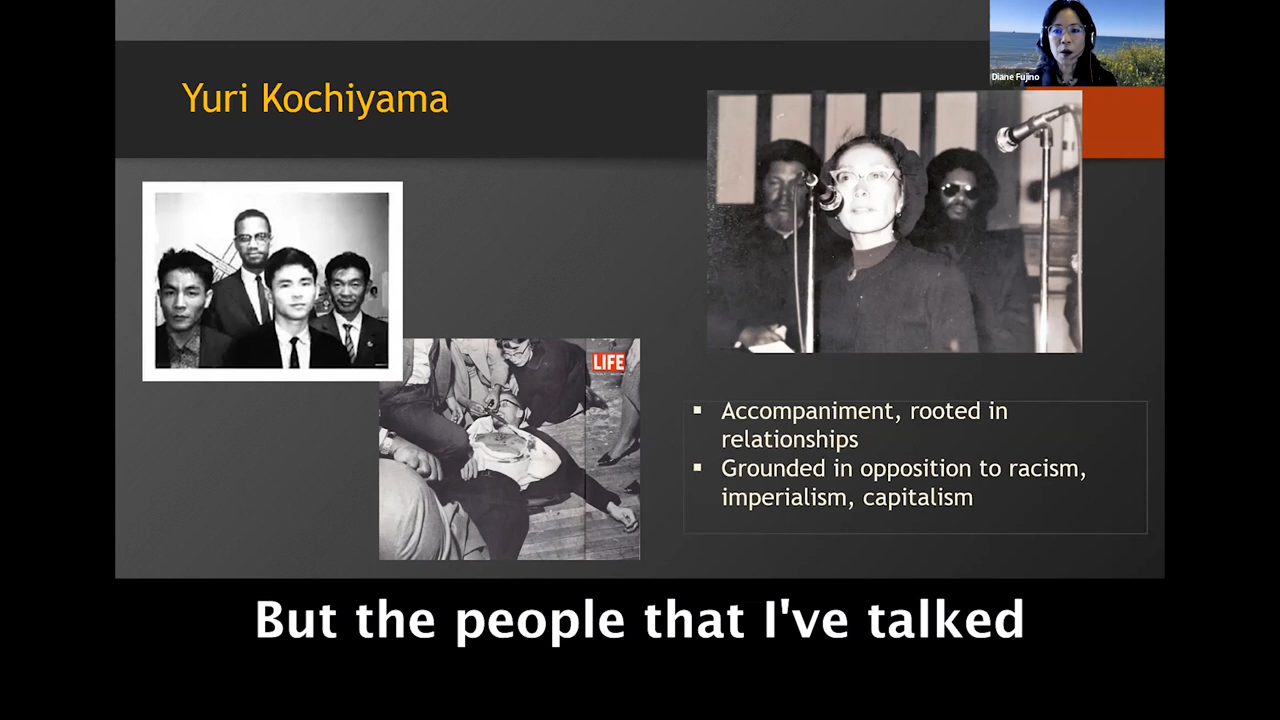 Diane Fujino
Yuri Kochiyama
LIFE
Accompaniment, rooted in
relationships
Grounded in opposition to racism,
imperialism, capitalism
But the people that I've talked